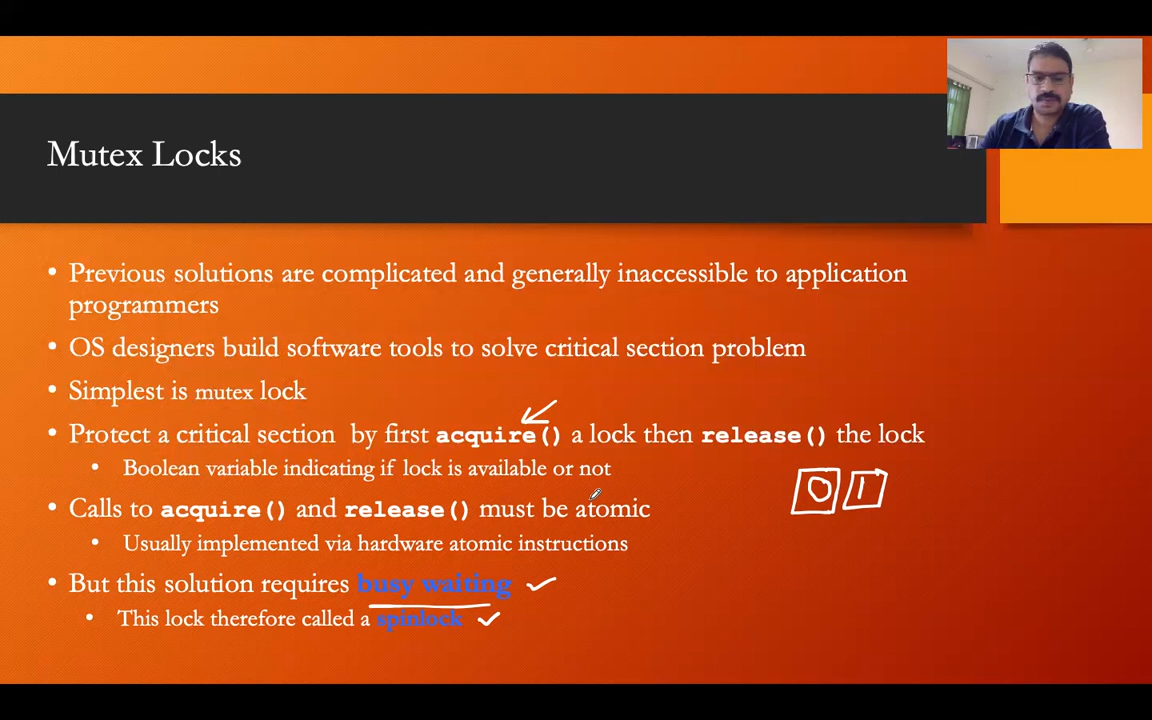 Mutex Locks
• Previous solutions are complicated and generally inaccessible to application
programmers
• OS designers build software tools to solve critical section problem
• Simplest is mutex lock
• Protect a critical section by first acquire() a lock then release() the lock
• Boolean variable indicating if lock is available or not
0 1
• Calls to acquire() and release() must be atomic
• Usually implemented via hardware atomic instructions
• But this solution requires busy waiting
• This lock therefore called a spinlock